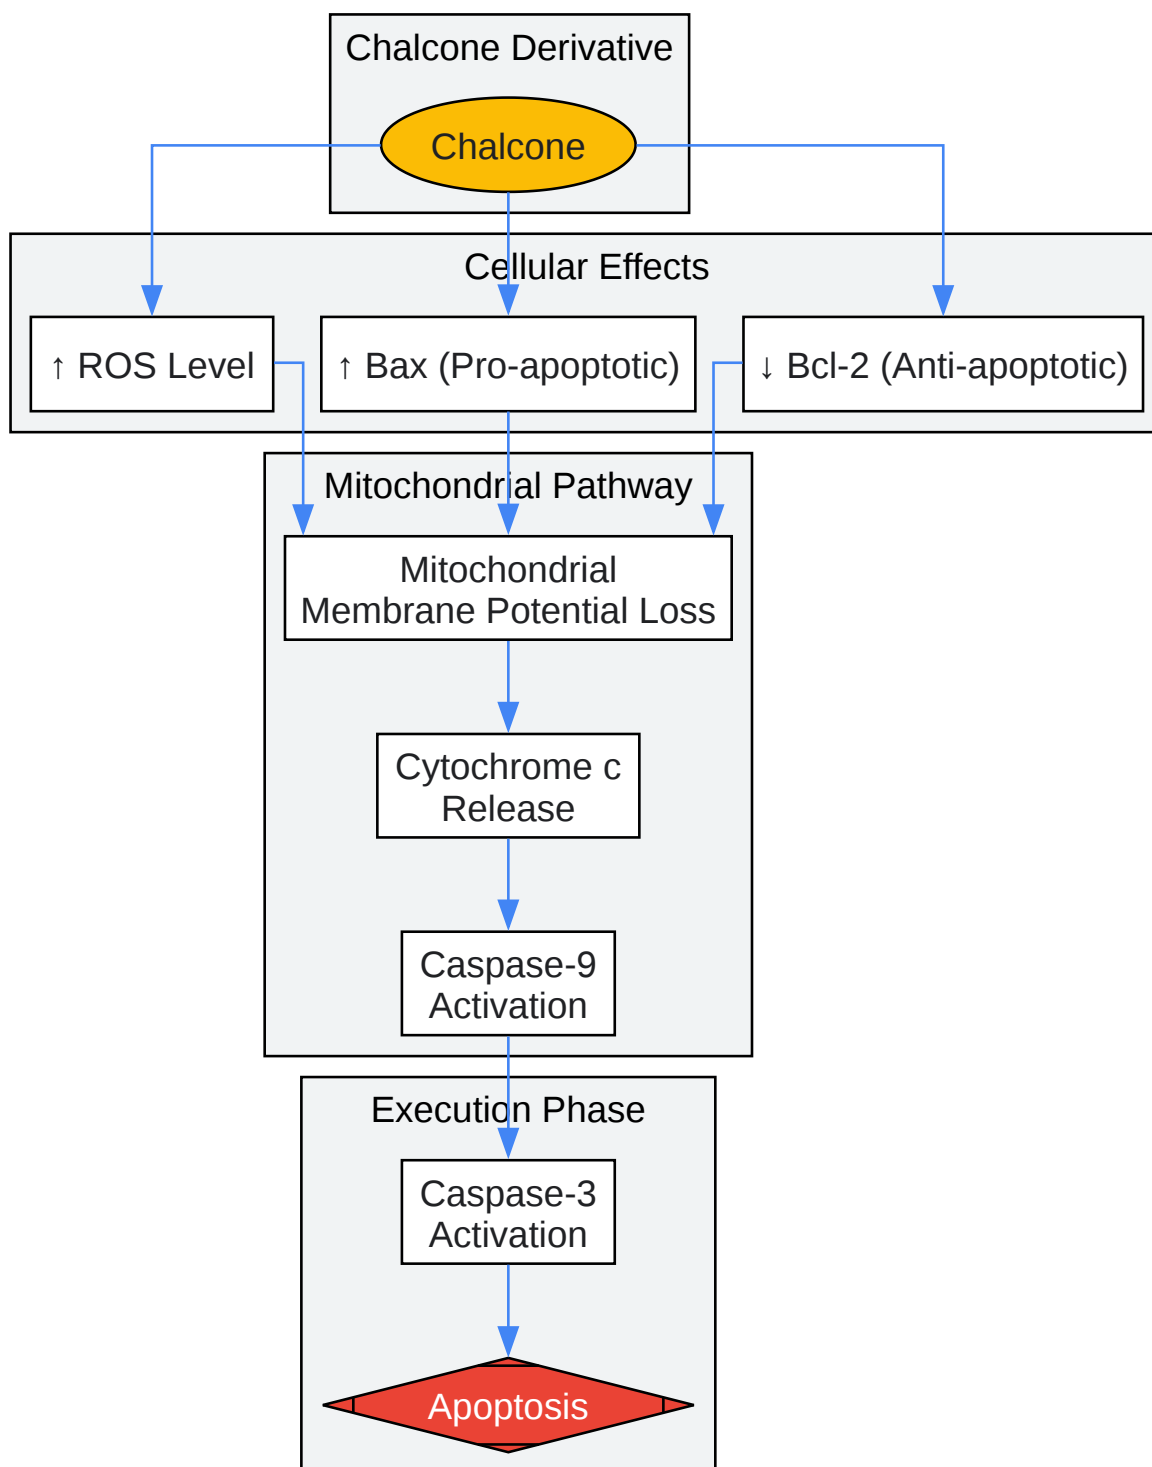 Chalcone Derivative
Chalcone
Cellular Effects
↑ ROS Level
↑ Bax (Pro-apoptotic)
↓ Bcl-2 (Anti-apoptotic)
Mitochondrial Pathway
Mitochondrial
Membrane Potential Loss
Cytochrome c
Release
Caspase-9
Activation
Execution Phase
Caspase-3
Activation
Apoptosis